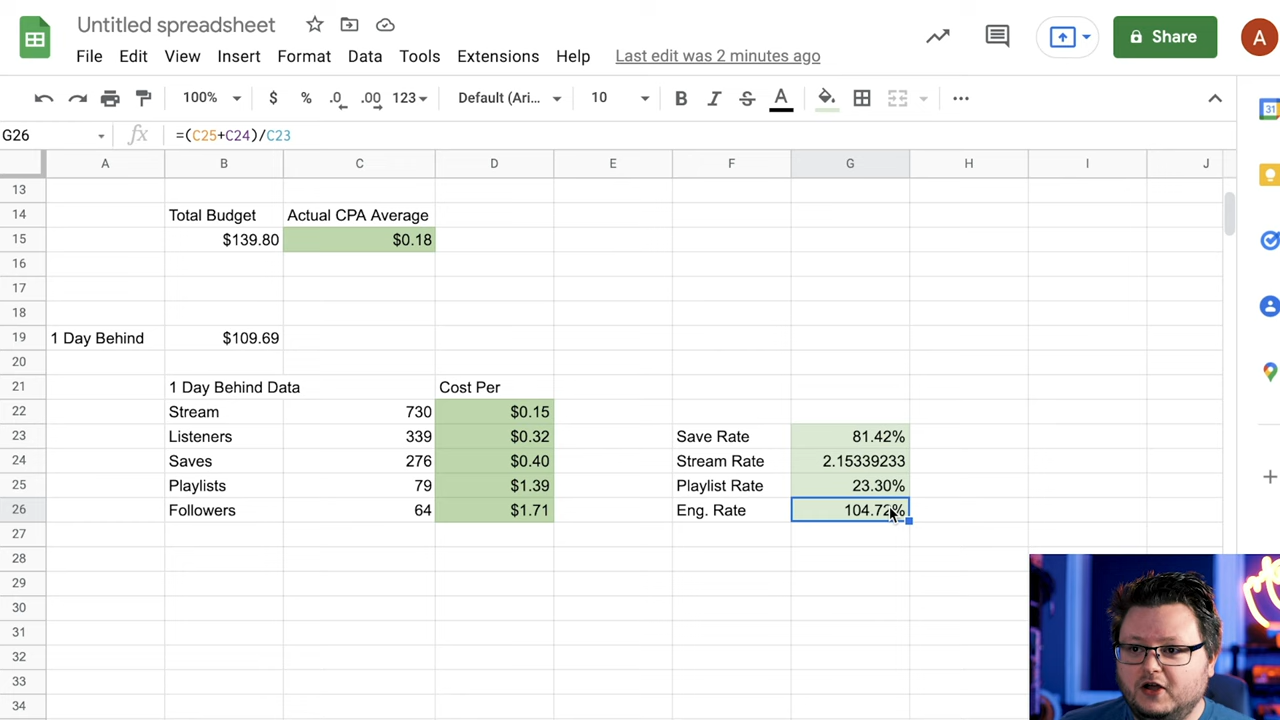 Untitled spreadsheet
File Edit View Insert Format Data Tools Extensions Help Last edit was 2 minutes ago
Share
A
100% $ % .0 .00 123 Default (Ari... 10 B I S A
31
G26 fx =(C25+C24)/C23
A B C D E F G H I J
13
14 Total Budget Actual CPA Average
15 $139.80 $0.18
16
17
18
19 1 Day Behind $109.69
20
21 1 Day Behind Data Cost Per
22 Stream 730 $0.15
23 Listeners 339 $0.32 Save Rate 81.42%
24 Saves 276 $0.40 Stream Rate 2.15339233
25 Playlists 79 $1.39 Playlist Rate 23.30%
26 Followers 64 $1.71 Eng. Rate 104.72%
27
28
29
30
31
32
33
34